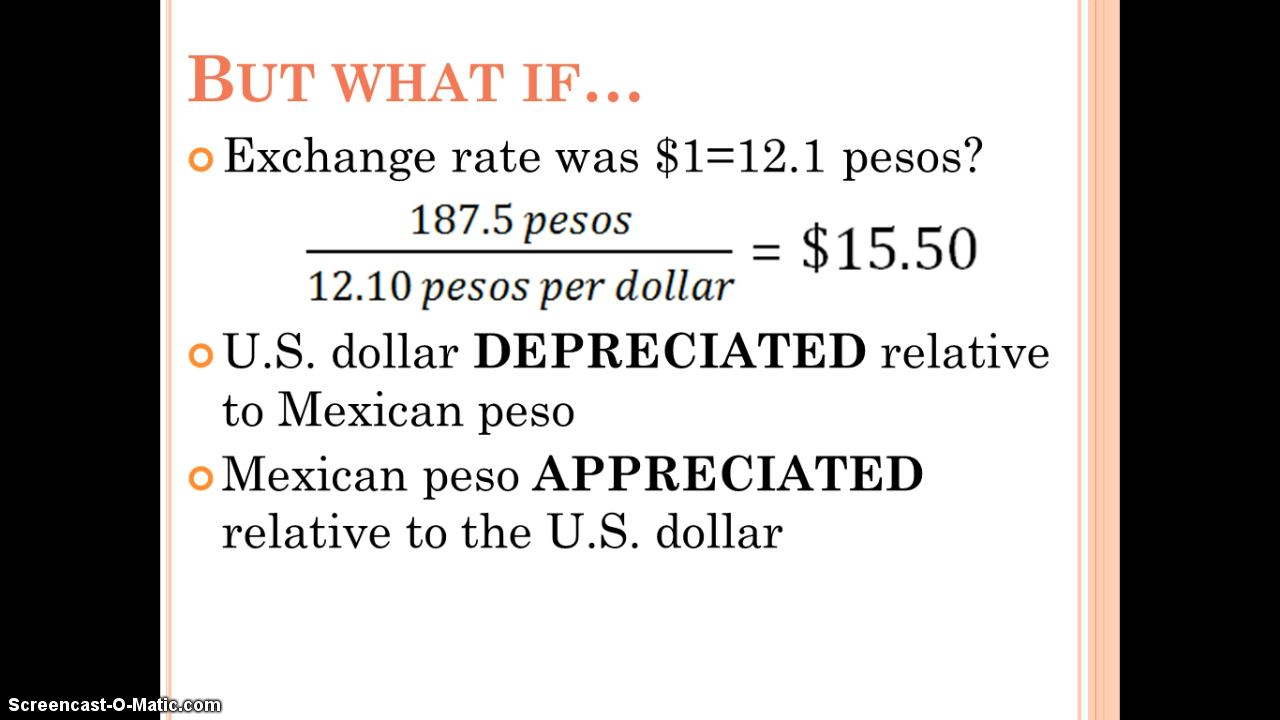 BUT WHAT IF...
Exchange rate was $1=12.1 pesos?
187.5 pesos
12.10 pesos per dollar
= $15.50
U.S. dollar DEPRECIATED relative
to Mexican peso
Mexican peso APPRECIATED
relative to the U.S. dollar
Screencast-O-Matic.com